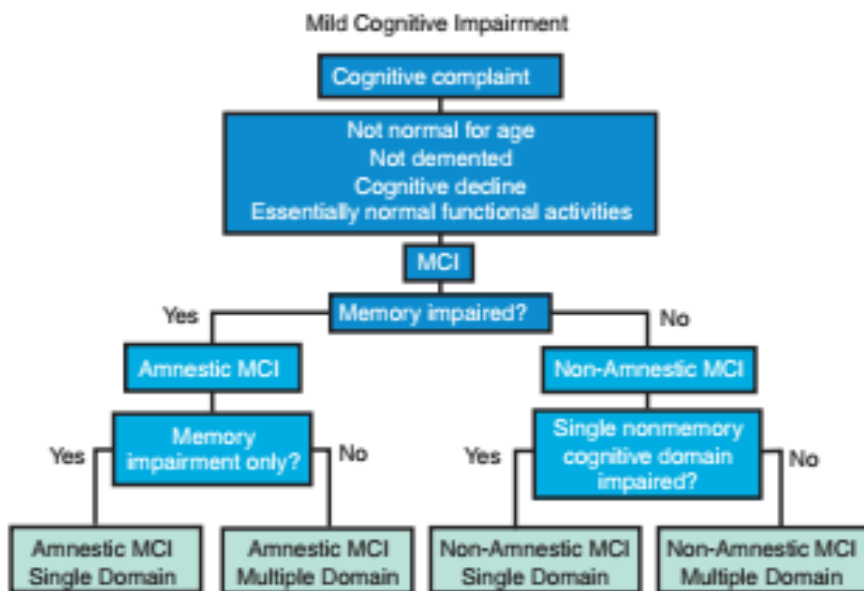 Mild Cognitive Impairment
Cognitive complaint
Not normal for age
Not demented
Cognitive decline
Essentially normal functional activities
MCI
Memory impaired?
Yes
No
Amnestic MCI
Non-Amnestic MCI
Memory
impairment only?
Yes
No
Single nonmemory
cognitive domain
impaired?
Yes
No
Amnestic MCI
Single Domain
Amnestic MCI
Multiple Domain
Non-Amnestic MCI
Single Domain
Non-Amnestic MCI
Multiple Domain